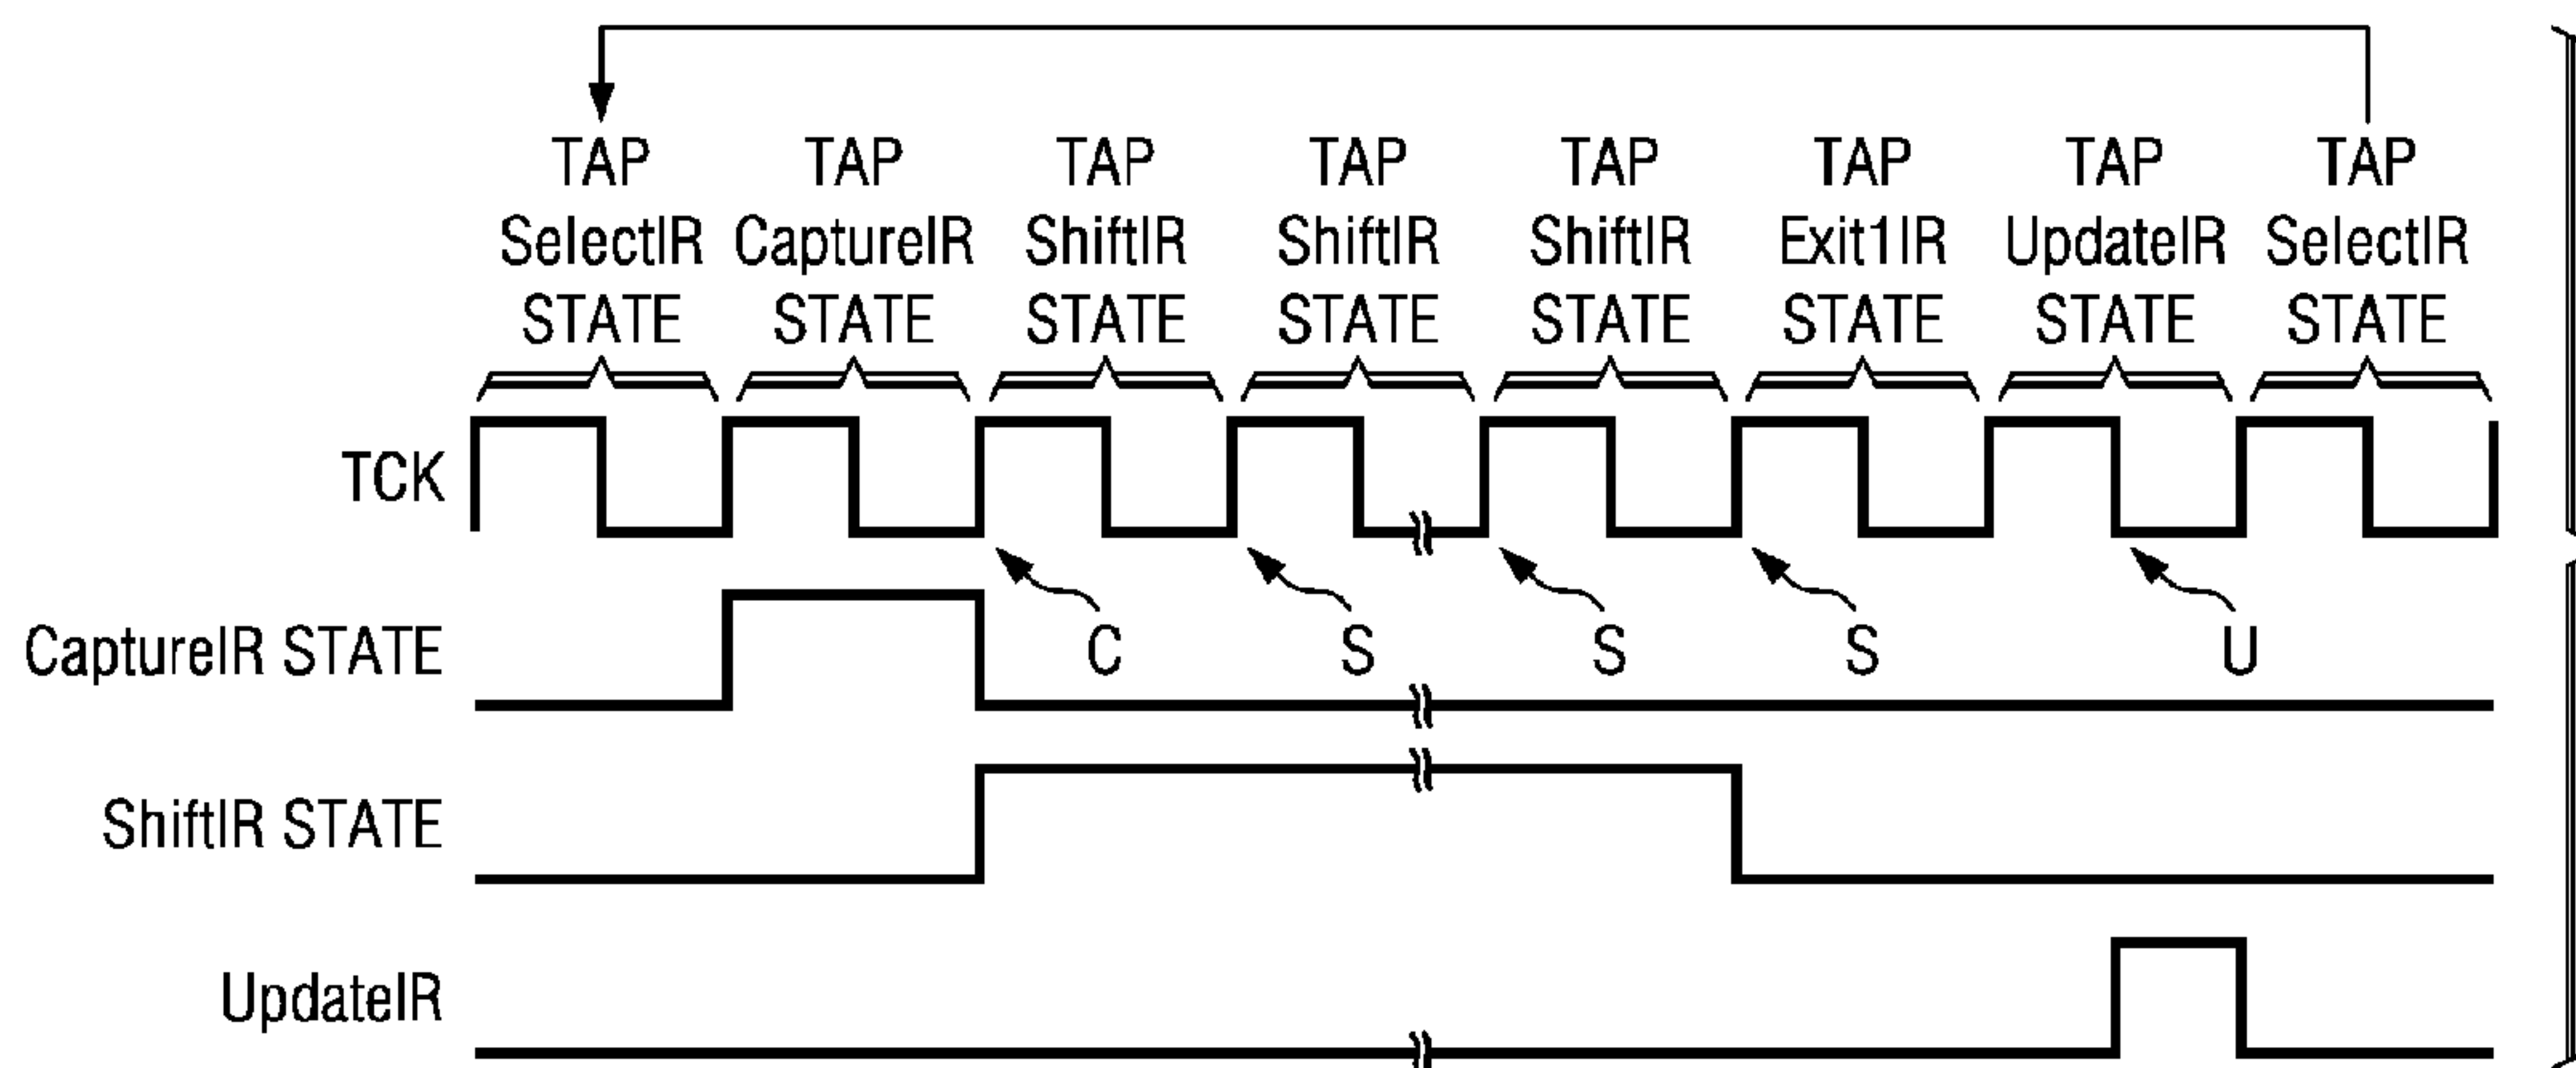 TAP TAP TAP TAP TAP TAP TAP TAP
SelectIR CaptureIR ShiftIR ShiftIR ShiftIR Exit1IR UpdateIR SelectIR
STATE STATE STATE STATE STATE STATE STATE STATE
TCK
CaptureIR STATE C S S S U
ShiftIR STATE
UpdateIR